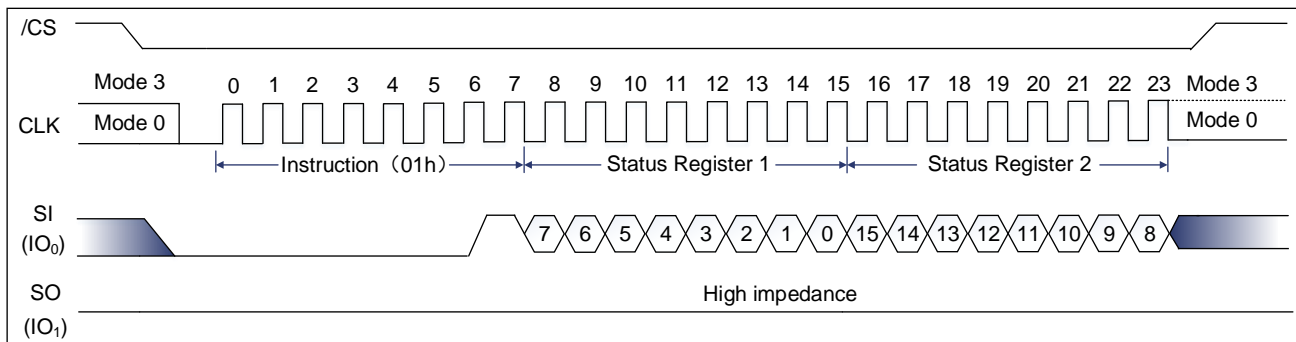 /CS
Mode 3 0 1 2 3 4 5 6 7 8 9 10 11 12 13 14 15 16 17 18 19 20 21 22 23 Mode 3
CLK Mode 0 Mode 0
Instruction（01h） Status Register 1 Status Register 2
SI
(IO₀) 7 6 5 4 3 2 1 0 15 14 13 12 11 10 9 8
SO High impedance
(IO₁)